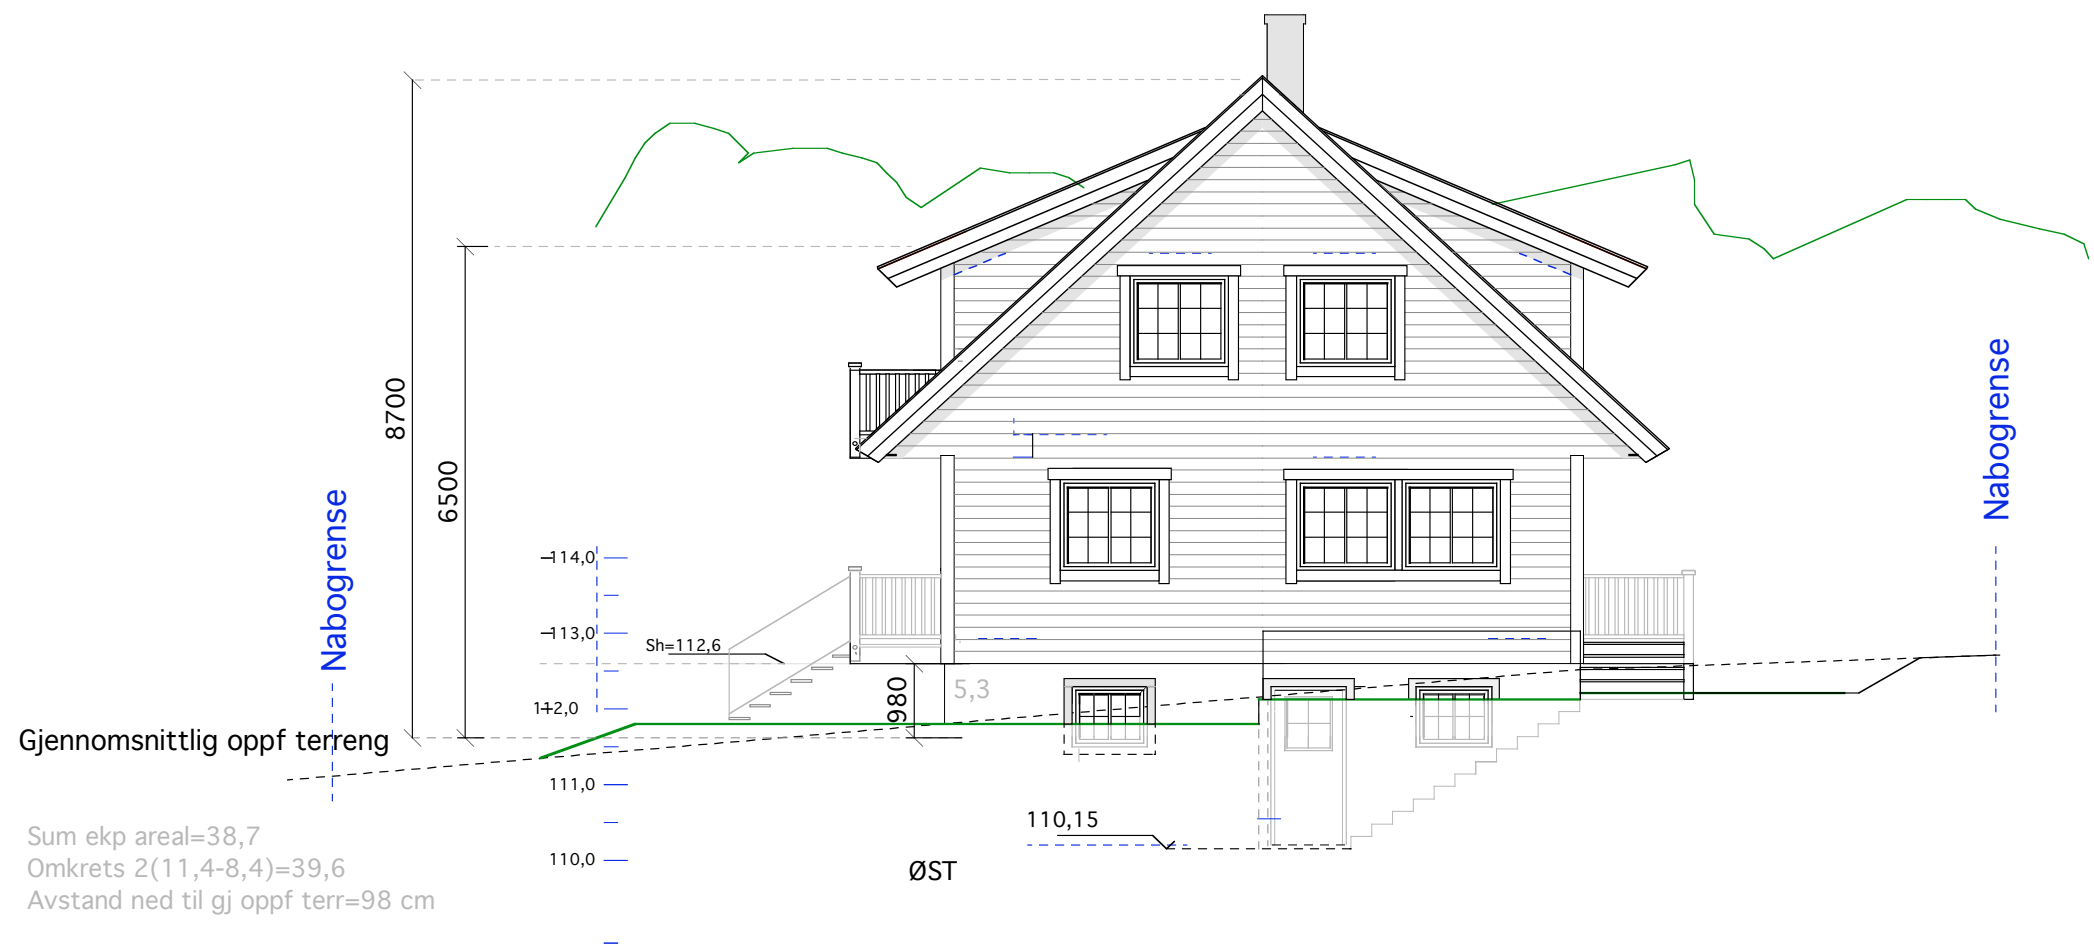 8700
6500
Nabogrense
Nabogrense
114,0
113,0
Sh=112,6
112,0
980
5,3
Gjennomsnittlig oppf terreng
111,0
110,15
110,0
ØST
Sum ekp areal=38,7
Omkrets 2(11,4-8,4)=39,6
Avstand ned til gj oppf terr=98 cm